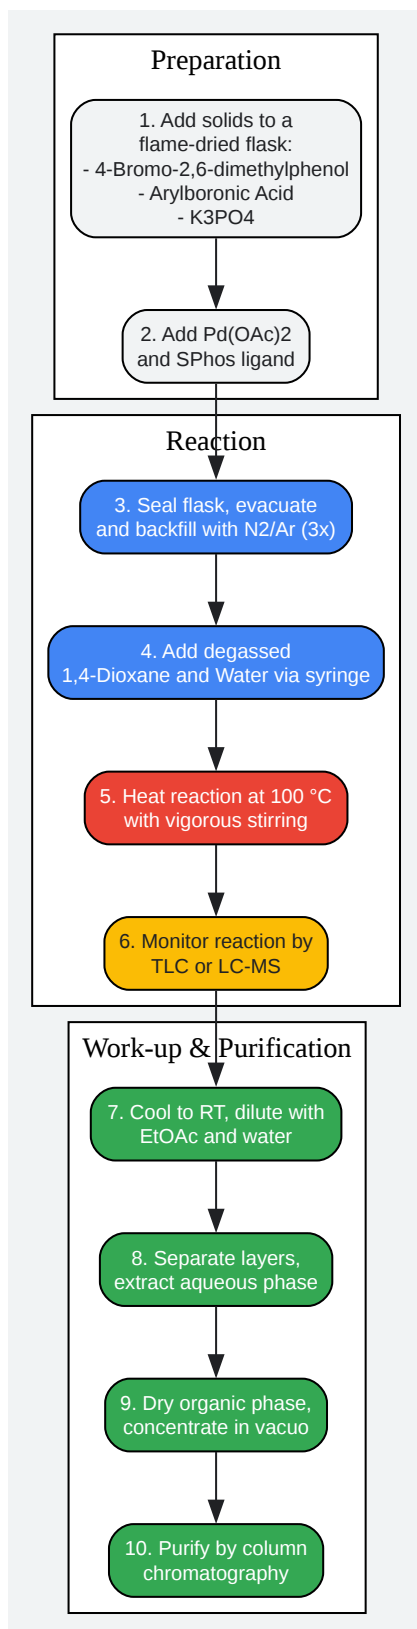 Preparation
1. Add solids to a
flame-dried flask:
- 4-Bromo-2,6-dimethylphenol
- Arylboronic Acid
- K3PO4
2. Add Pd(OAc)2
and SPhos ligand
Reaction
3. Seal flask, evacuate
and backfill with N2/Ar (3x)
4. Add degassed
1,4-Dioxane and Water via syringe
5. Heat reaction at 100 °C
with vigorous stirring
6. Monitor reaction by
TLC or LC-MS
Work-up & Purification
7. Cool to RT, dilute with
EtOAc and water
8. Separate layers,
extract aqueous phase
9. Dry organic phase,
concentrate in vacuo
10. Purify by column
chromatography